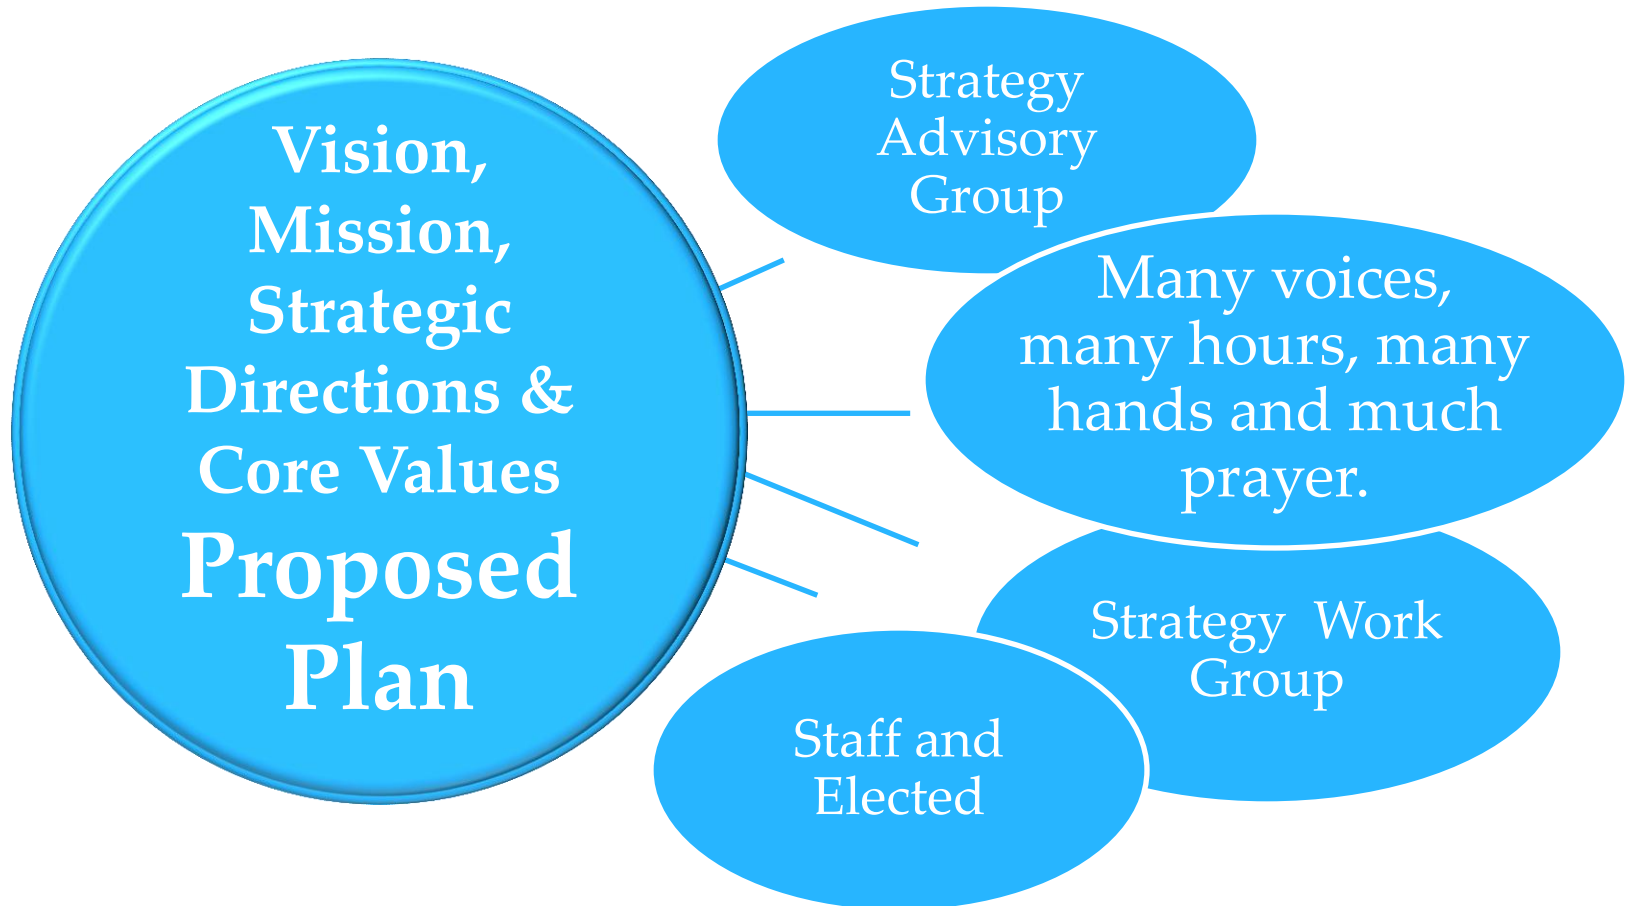 Vision,
Mission,
Strategic
Directions &
Core Values
Proposed
Plan
Strategy
Advisory
Group
Many voices,
many hours, many
hands and much
prayer.
Strategy  Work
Group
Staff and
Elected